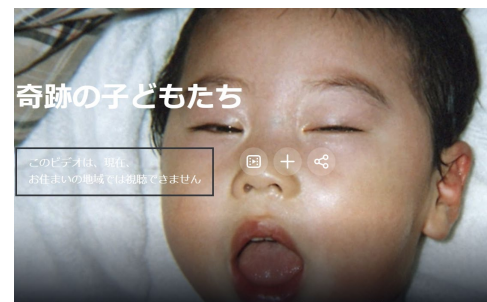 奇跡の子どもたち
このビデオは、現在、
お住まいの地域では視聴できません